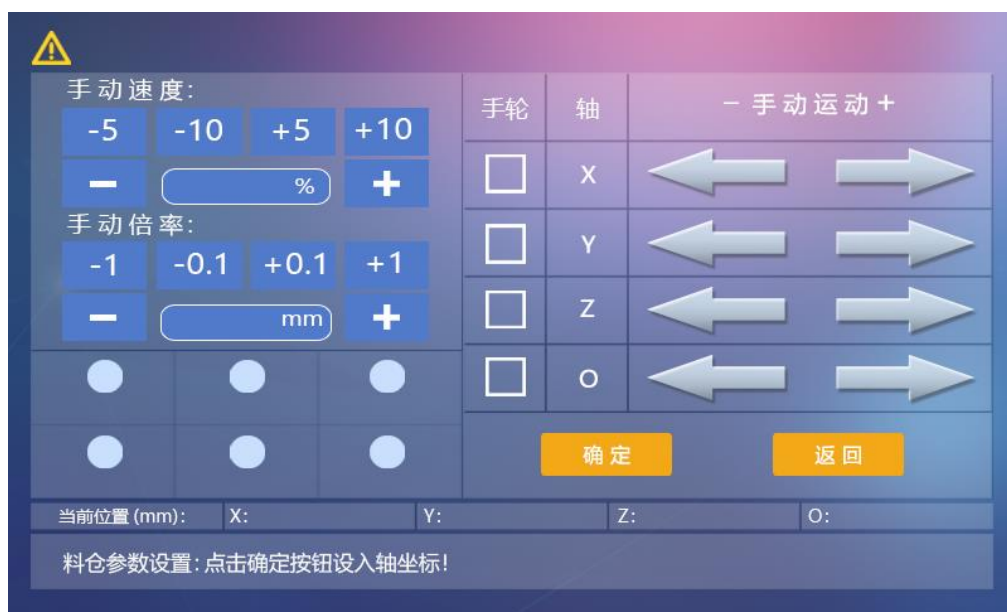 手动速度:
-5 -10 +5 +10
− % +
手动倍率:
-1 -0.1 +0.1 +1
− mm +
手轮 轴 − 手动运动 +
X
Y
Z
O
确定 返回
当前位置(mm): X: Y: Z: O:
料仓参数设置:点击确定按钮设入轴坐标!